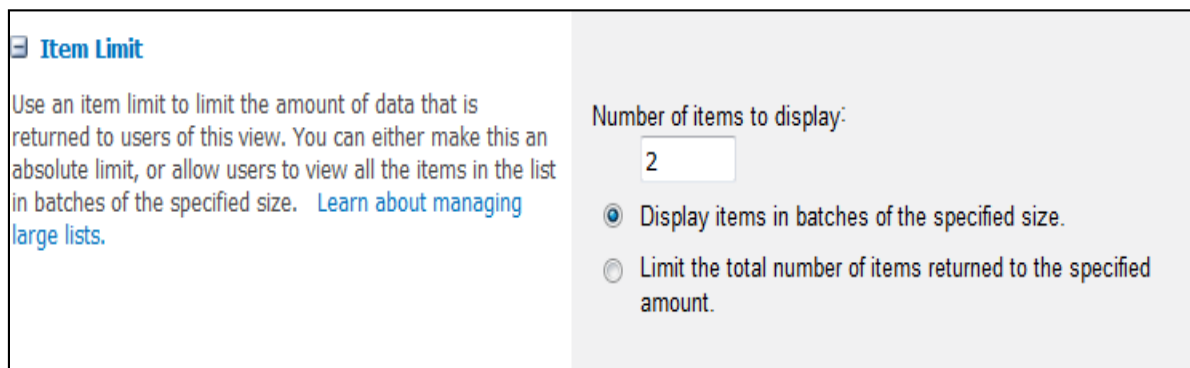 Item Limit
Use an item limit to limit the amount of data that is
returned to users of this view. You can either make this an
absolute limit, or allow users to view all the items in the list
in batches of the specified size. Learn about managing
large lists.
Number of items to display:
2
Display items in batches of the specified size.
Limit the total number of items returned to the specified
amount.